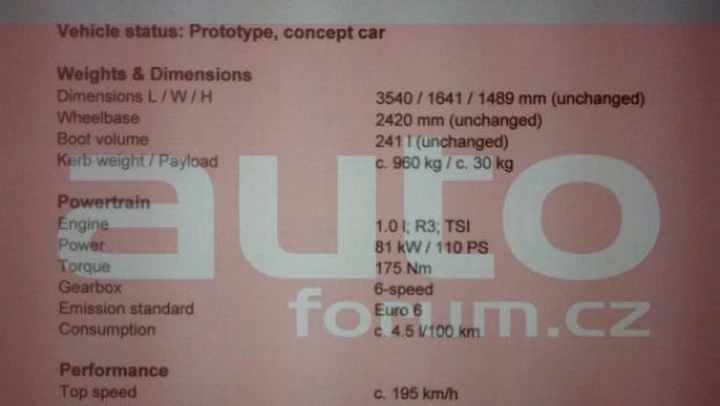 Vehicle status: Prototype, concept car
Weights & Dimensions
Dimensions L / W / H 3540 / 1641 / 1489 mm (unchanged)
Wheelbase 2420 mm (unchanged)
Boot volume 241 l (unchanged)
Kerb weight / Payload c. 960 kg / c. 30 kg
Powertrain
Engine 1.0 l; R3; TSI
Power 81 kW / 110 PS
Torque 175 Nm
Gearbox 6-speed
Emission standard Euro 6
Consumption c. 4.5 l/100 km
Performance
Top speed c. 195 km/h
auto
forum.cz